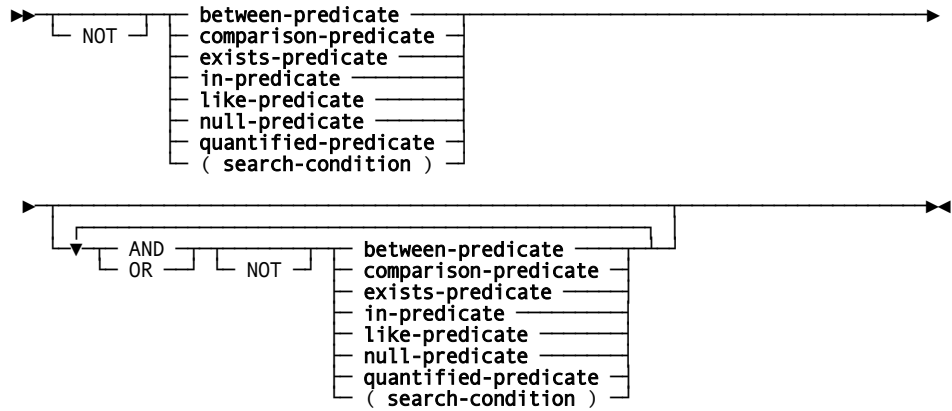 between-predicate
NOT comparison-predicate
exists-predicate
in-predicate
like-predicate
null-predicate
quantified-predicate
( search-condition )
AND between-predicate
OR NOT comparison-predicate
exists-predicate
in-predicate
like-predicate
null-predicate
quantified-predicate
( search-condition )